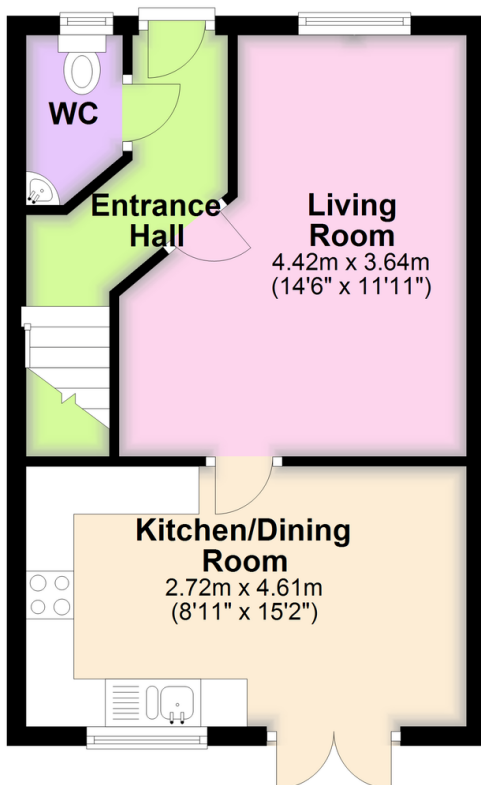 WC
Entrance
Hall
Living
Room
4.42m x 3.64m
(14'6" x 11'11")
Kitchen/Dining
Room
2.72m x 4.61m
(8'11" x 15'2")